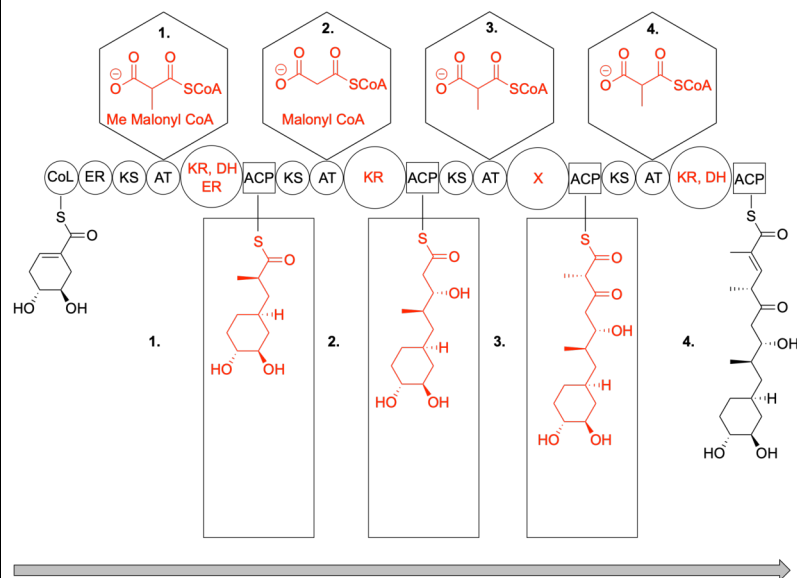 1.
2.
3.
4.
O O
⊖O SCoA
Me Malonyl CoA
O O
⊖O SCoA
Malonyl CoA
O O
⊖O SCoA
O O
⊖O SCoA
CoL ER KS AT KR, DH ER ACP KS AT KR ACP KS AT X ACP KS AT KR, DH ACP
S
O
HO OH
1.
S
O
H
HO OH
2.
S
O
OH
H
HO OH
3.
S
O
O
OH
H
HO OH
4.
S
O
O
OH
H
HO OH